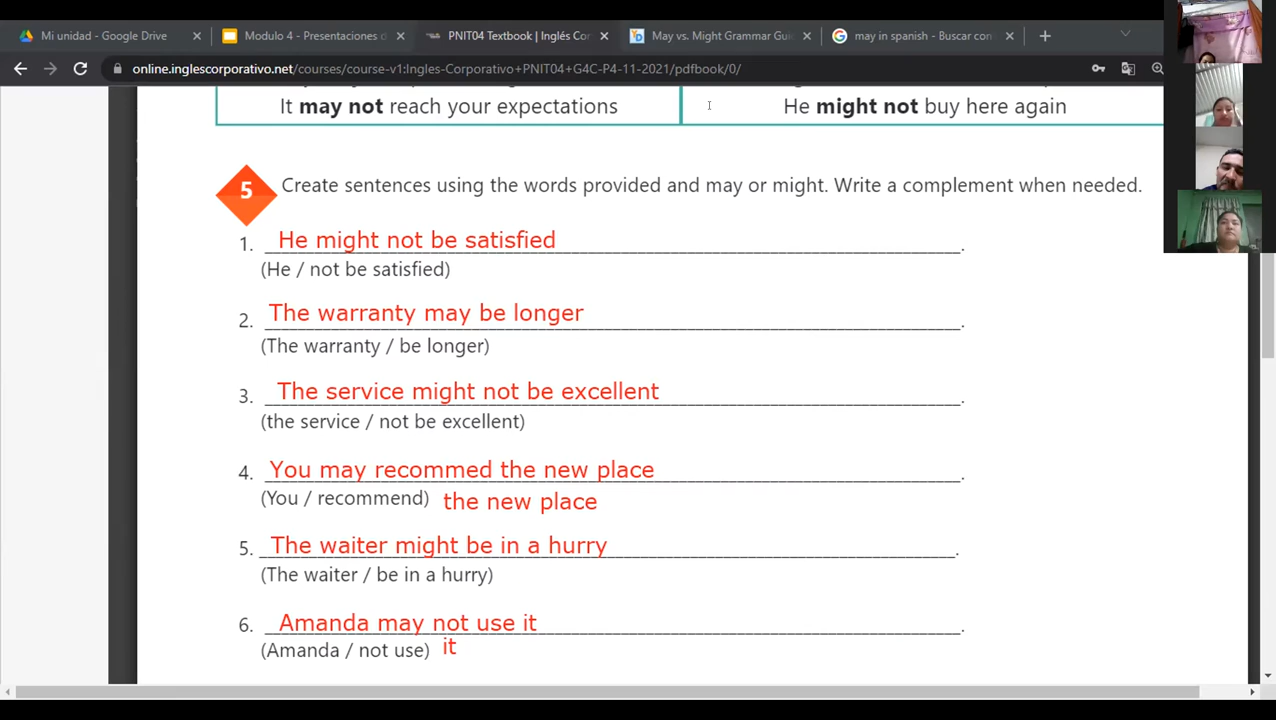 Mi unidad - Google Drive
Modulo 4 - Presentaciones d
PNIT04 Textbook | Inglés Cor
May vs. Might Grammar Gui
may in spanish - Buscar con
online.inglescorporativo.net/courses/course-v1:Ingles-Corporativo+PNIT04+G4C-P4-11-2021/pdfbook/0/
It may not reach your expectations
He might not buy here again
5 Create sentences using the words provided and may or might. Write a complement when needed.
1. He might not be satisfied.
(He / not be satisfied)
2. The warranty may be longer.
(The warranty / be longer)
3. The service might not be excellent.
(the service / not be excellent)
4. You may recommed the new place.
(You / recommend) the new place
5. The waiter might be in a hurry.
(The waiter / be in a hurry)
6. Amanda may not use it.
(Amanda / not use) it